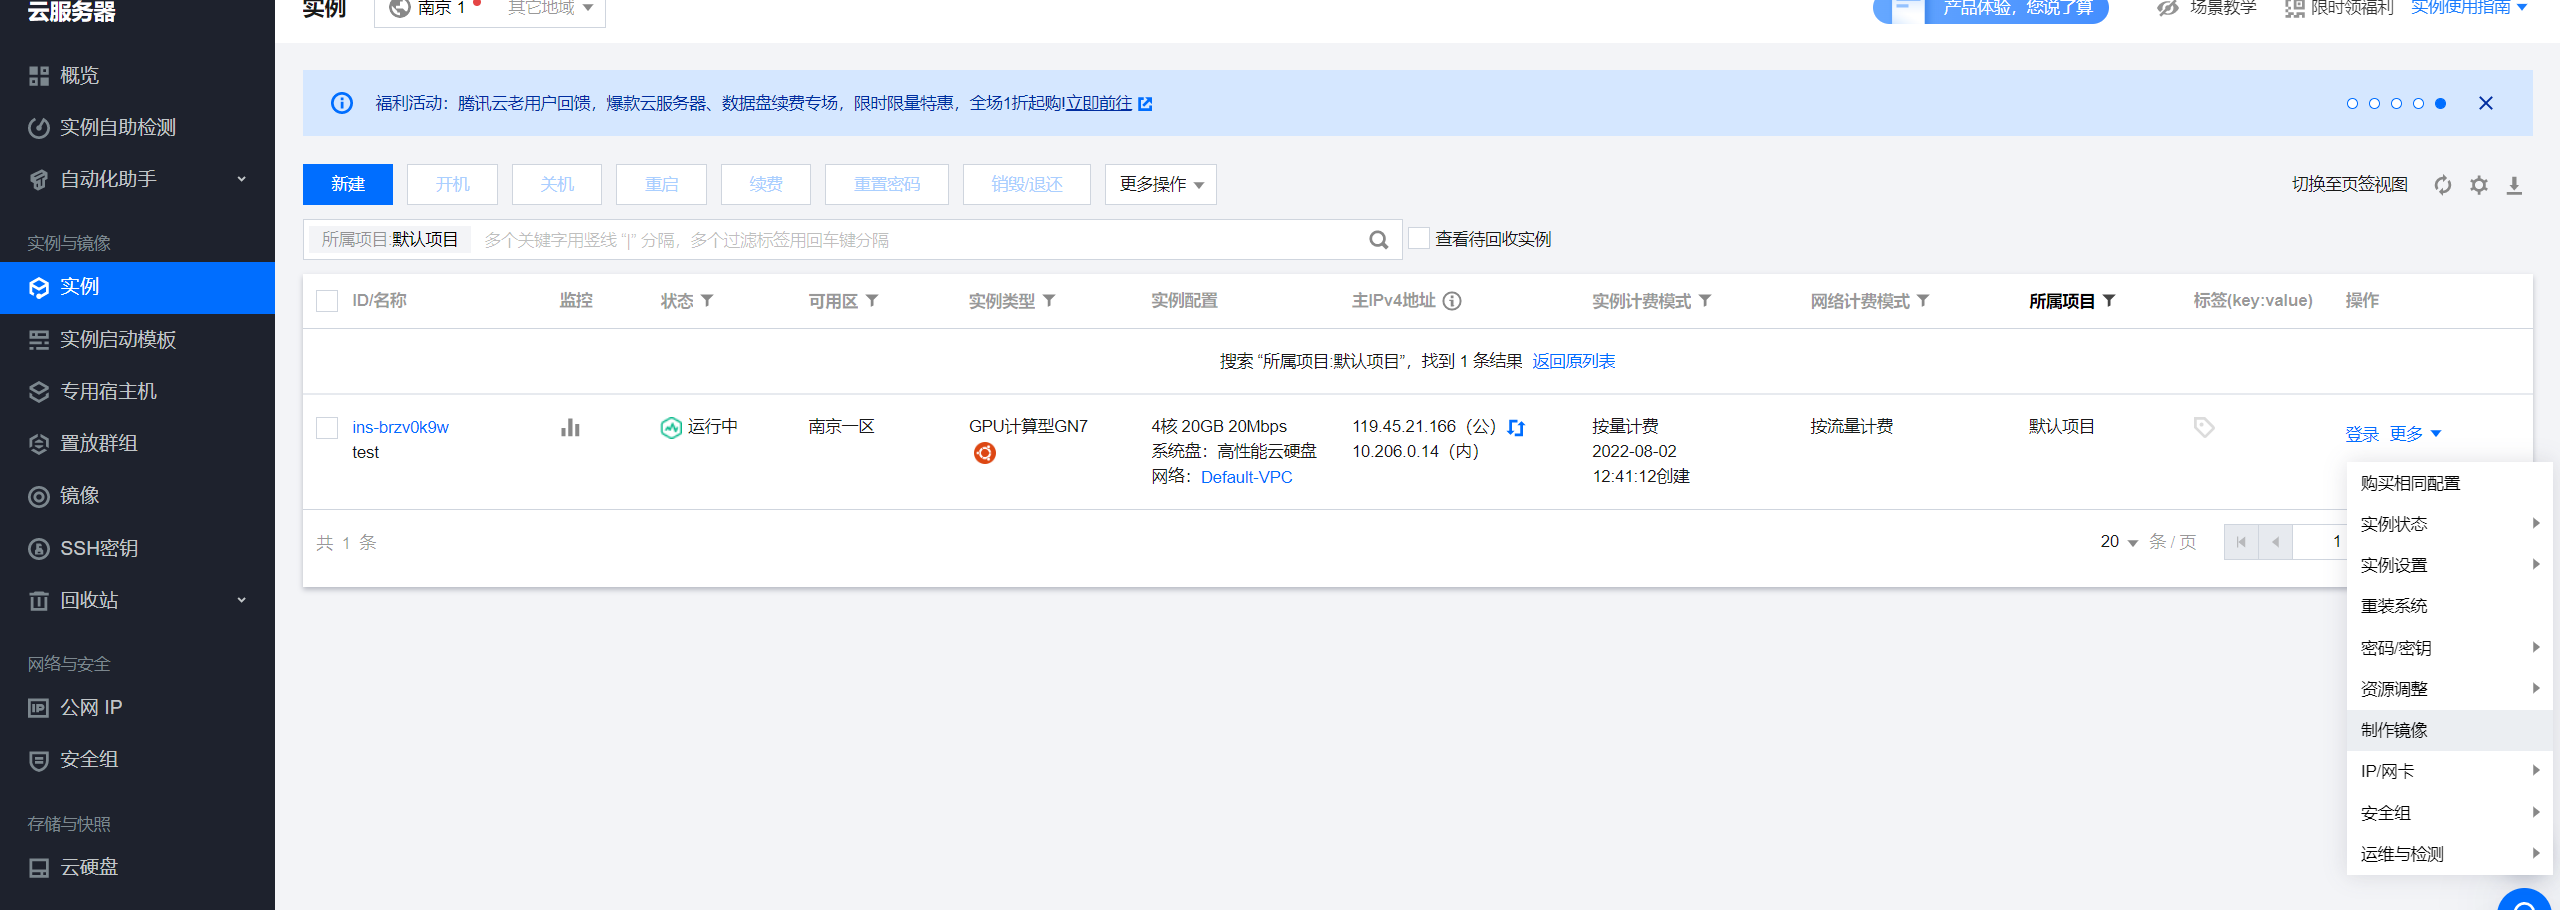 云服务器
概览
实例自助检测
自动化助手
实例与镜像
实例
实例启动模板
专用宿主机
置放群组
镜像
SSH密钥
回收站
网络与安全
公网 IP
安全组
存储与快照
云硬盘
实例 南京 1 其它地域
产品体验，您说了算 场景教学 限时领福利 实例使用指南
福利活动：腾讯云老用户回馈，爆款云服务器、数据盘续费专场，限时限量特惠，全场1折起购!立即前往
新建 开机 关机 重启 续费 重置密码 销毁/退还 更多操作 切换至页签视图
所属项目:默认项目 多个关键字用竖线 “|” 分隔，多个过滤标签用回车键分隔 查看待回收实例
ID/名称 监控 状态 可用区 实例类型 实例配置 主IPv4地址 实例计费模式 网络计费模式 所属项目 标签(key:value) 操作
搜索 “所属项目:默认项目”，找到 1 条结果 返回原列表
ins-brzv0k9w 运行中 南京一区 GPU计算型GN7 4核 20GB 20Mbps 119.45.21.166（公） 按量计费 按流量计费 默认项目 登录 更多
test 系统盘：高性能云硬盘 10.206.0.14（内） 2022-08-02
网络：Default-VPC 12:41:12创建
共 1 条 20 条 / 页 1
购买相同配置
实例状态
实例设置
重装系统
密码/密钥
资源调整
制作镜像
IP/网卡
安全组
运维与检测